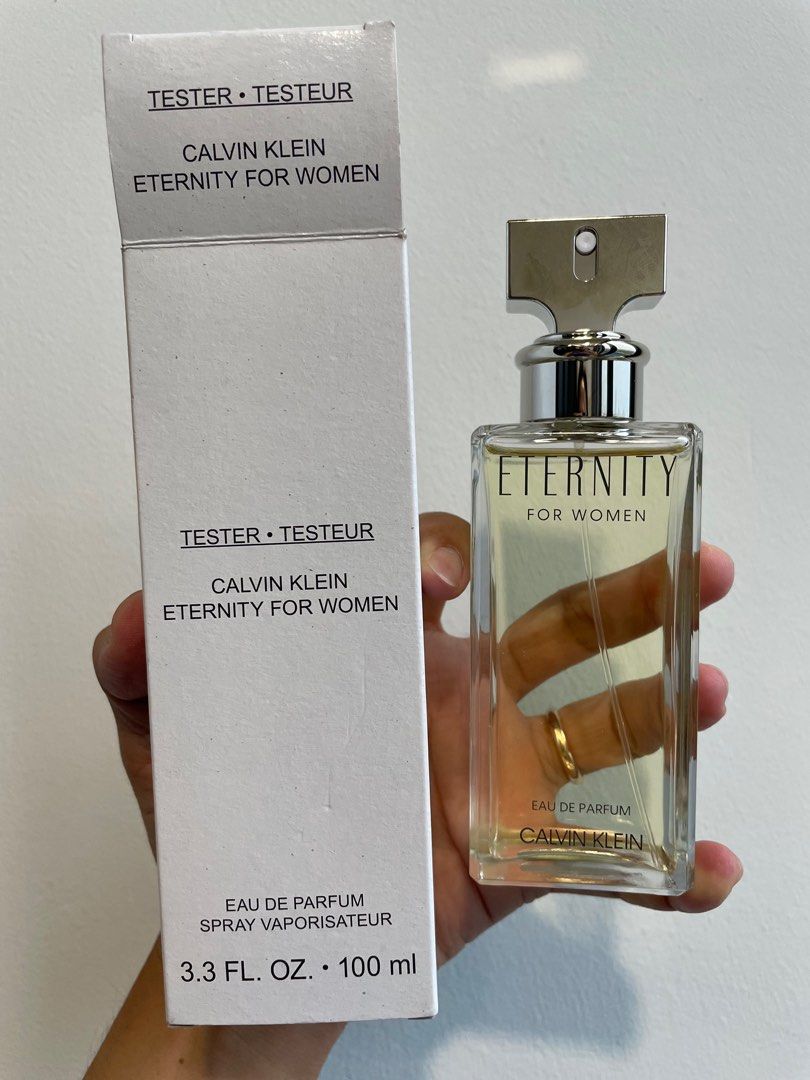 TESTER • TESTEUR
CALVIN KLEIN
ETERNITY FOR WOMEN
TESTER • TESTEUR
CALVIN KLEIN
ETERNITY FOR WOMEN
EAU DE PARFUM
SPRAY VAPORISATEUR
3.3 FL. OZ. • 100 ml
ETERNITY
FOR WOMEN
EAU DE PARFUM
CALVIN KLEIN